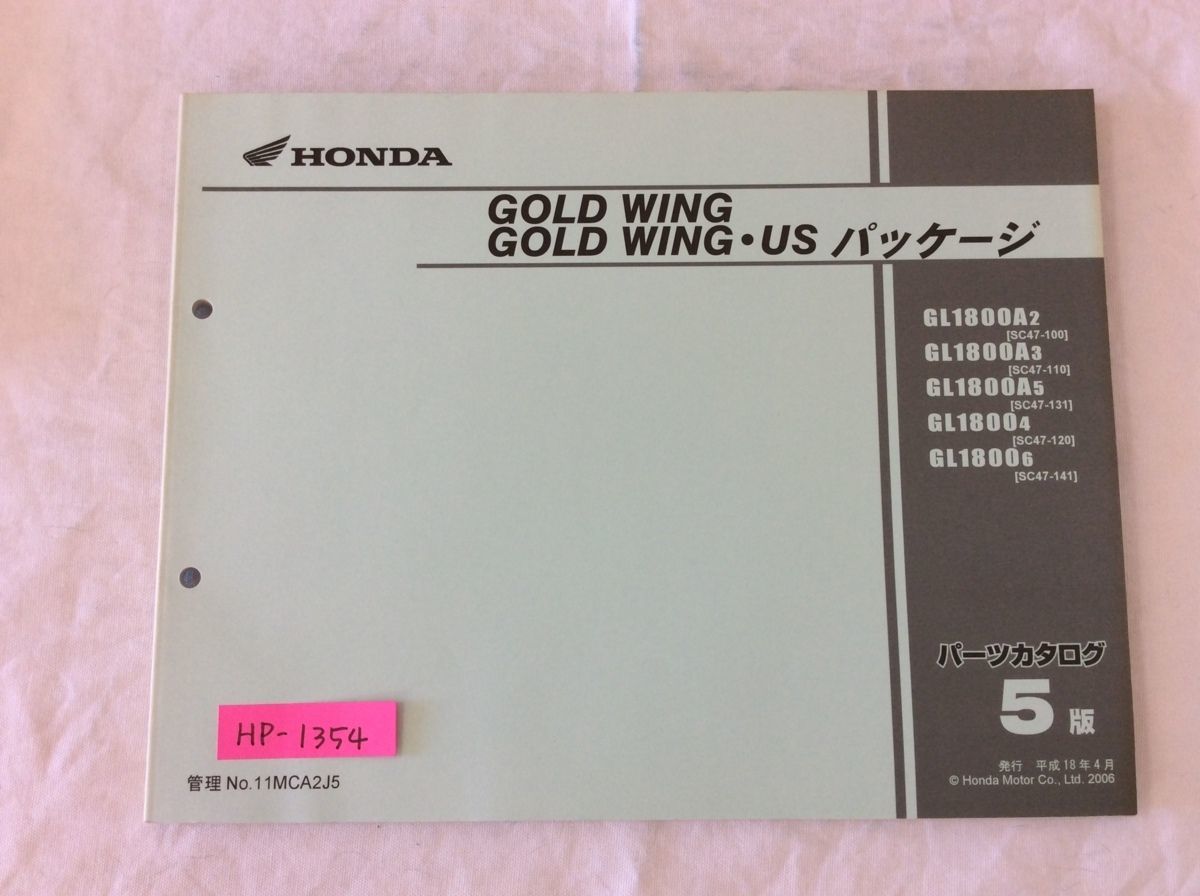 HONDA
GOLD WING
GOLD WING・US パッケージ
GL1800A2
[SC47-100]
GL1800A3
[SC47-110]
GL1800A5
[SC47-131]
GL18004
[SC47-120]
GL18006
[SC47-141]
パーツカタログ
5版
発行 平成18年4月
© Honda Motor Co., Ltd. 2006
HP-1354
管理 No.11MCA2J5